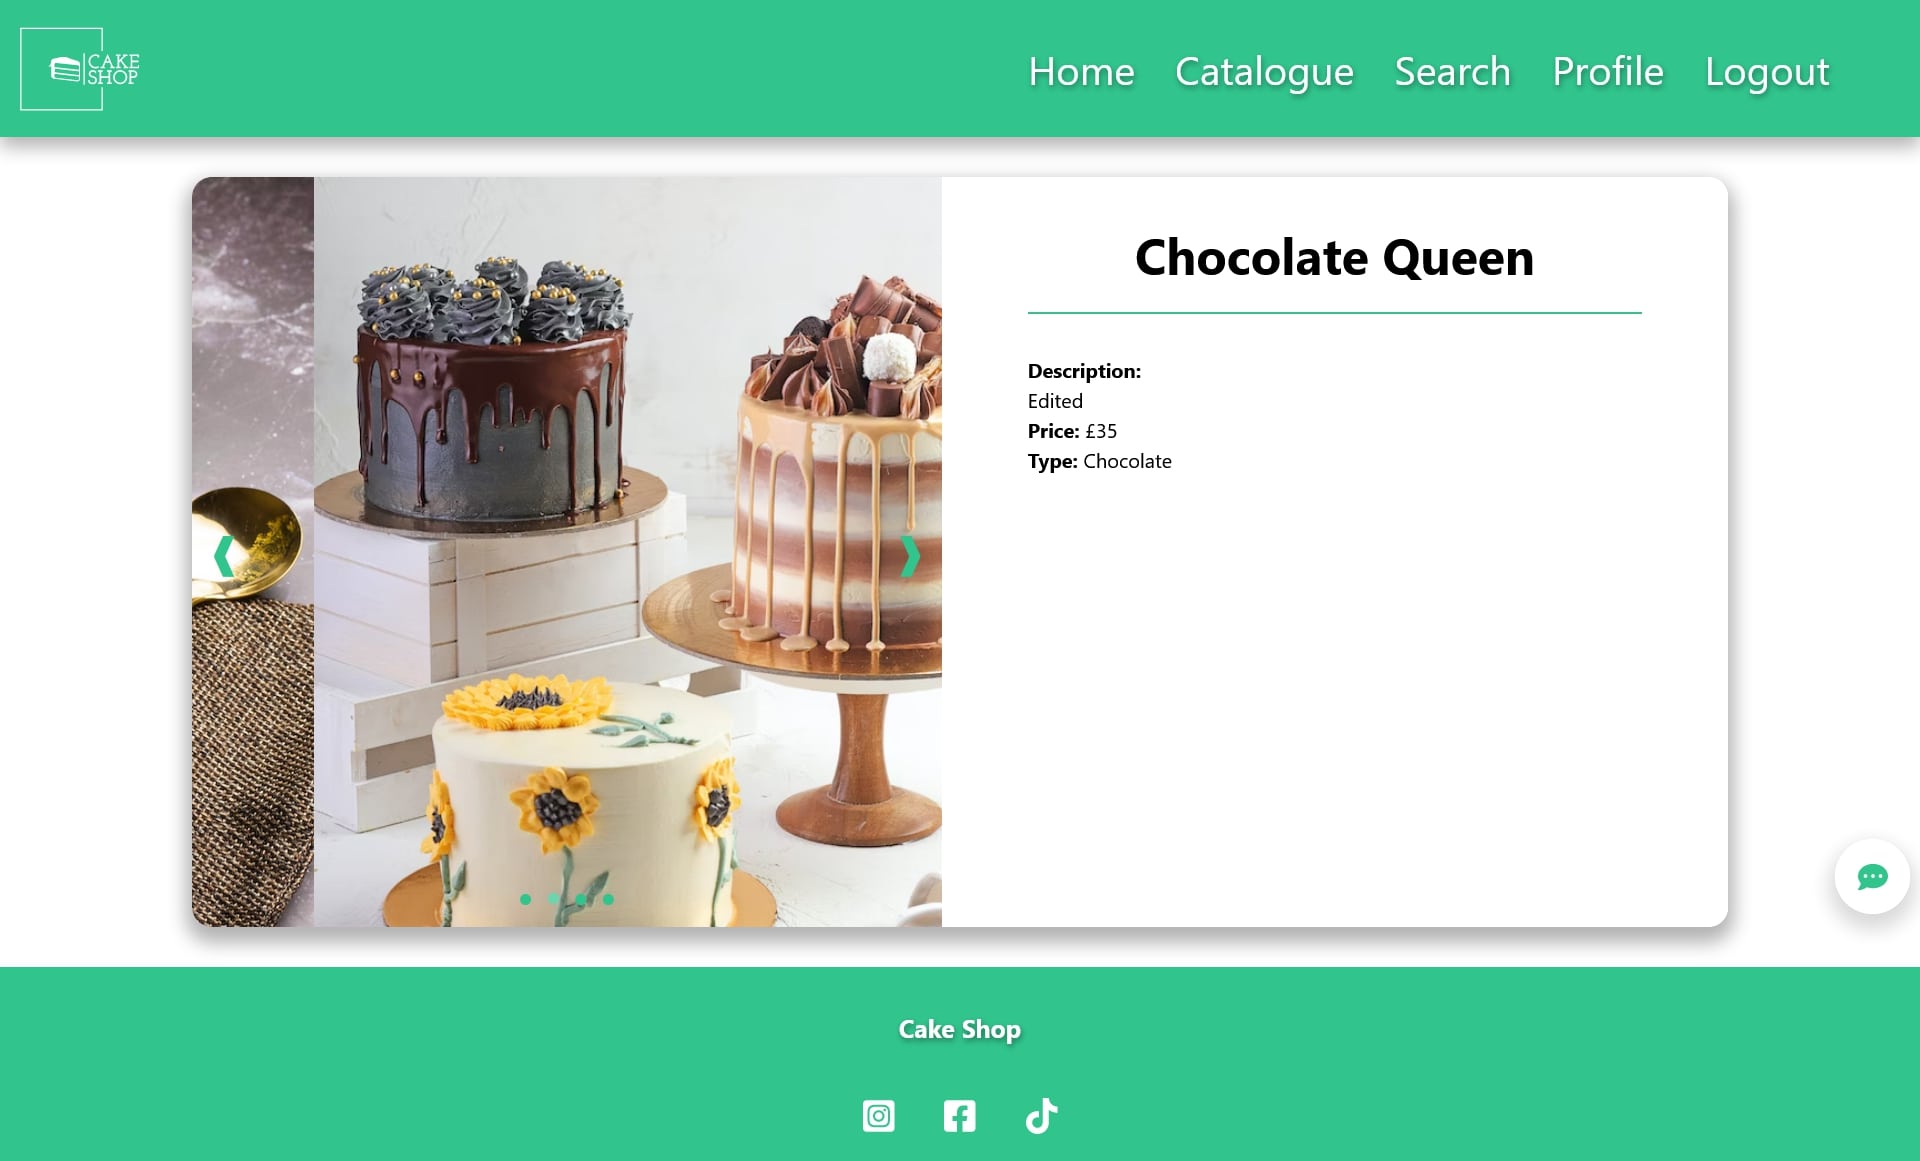 CAKE
SHOP
Home Catalogue Search Profile Logout
Chocolate Queen
Description:
Edited
Price: £35
Type: Chocolate
Cake Shop